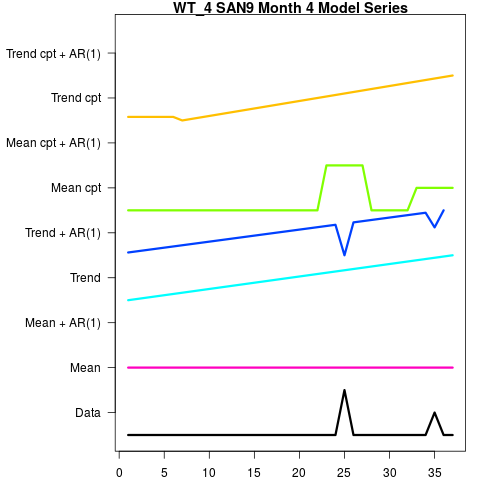 WT_4 SAN9 Month 4 Model Series
Trend cpt + AR(1)
Trend cpt
Mean cpt + AR(1)
Mean cpt
Trend + AR(1)
Trend
Mean + AR(1)
Mean
Data
0 5 10 15 20 25 30 35